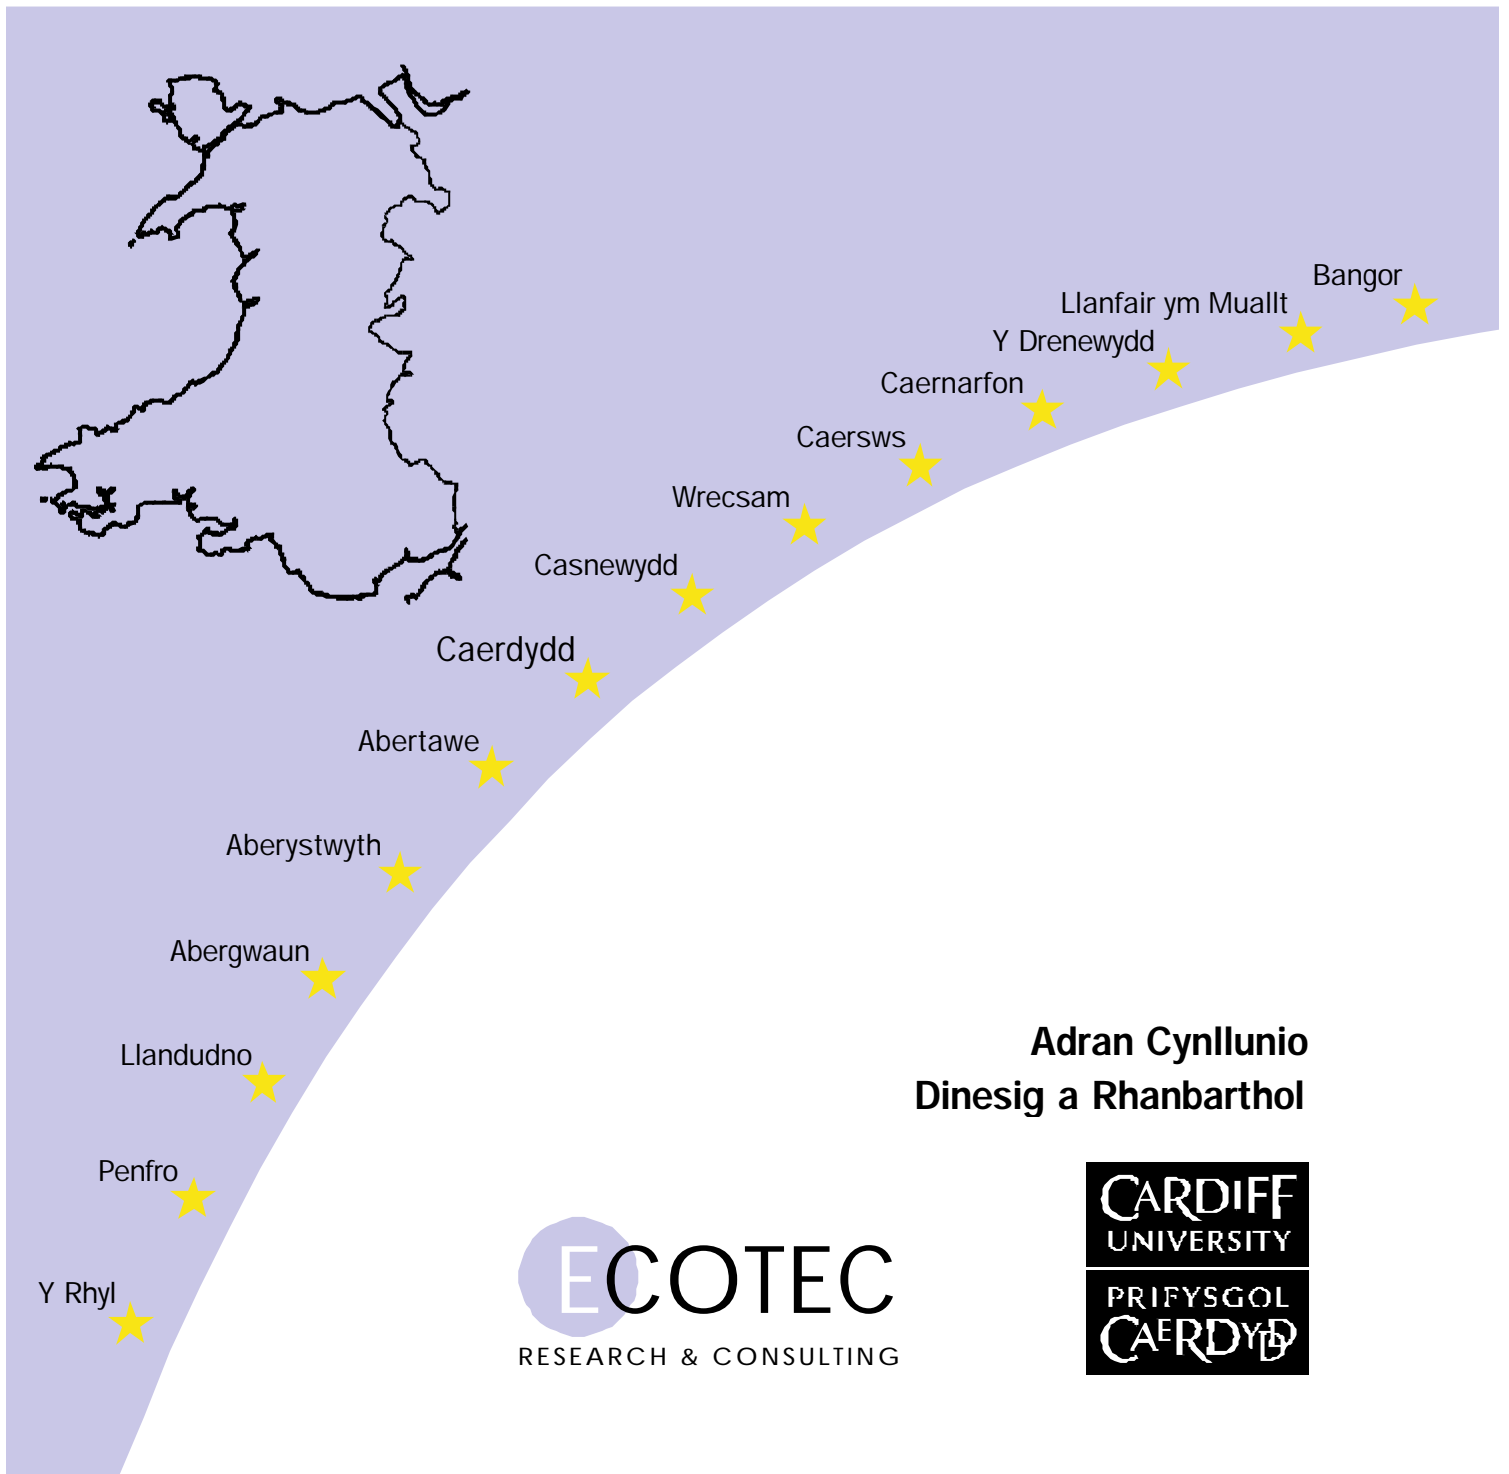 Bangor
Llanfair ym Muallt
Y Drenewydd
Caernarfon
Caersws
Wrecsam
Casnewydd
Caerdydd
Abertawe
Aberystwyth
Abergwaun
Llandudno
Penfro
Y Rhyl
Adran Cynllunio
Dinesig a Rhanbarthol
ECOTEC
RESEARCH & CONSULTING
CARDIFF
UNIVERSITY
PRIFYSGOL
CAERDYDD